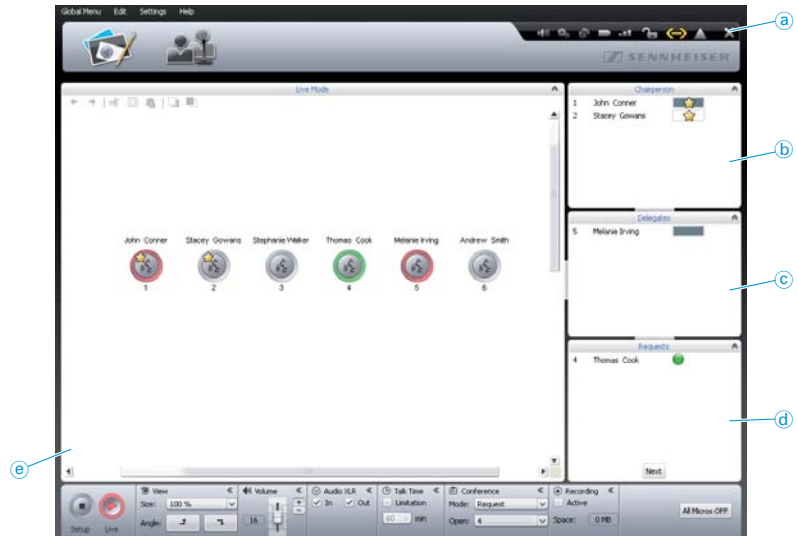 Global Menu Edit Settings Help
a
SENNHEISER
Live Mode
Chairperson
1 John Conner
2 Stacey Gowans
b
Delegates
5 Melanie Irving
c
John Conner Stacey Gowans Stephanie Walker Thomas Cook Melanie Irving Andrew Smith
1 2 3 4 5 6
Requests
4 Thomas Cook
d
Next
e
View Volume Audio XLR Talk Time Conference Recording
Size: 100 % In Out Limitation Mode: Request Active
Angle: 16 60 min Open: 4 Space: 0 MB
All Micros OFF
Setup Live